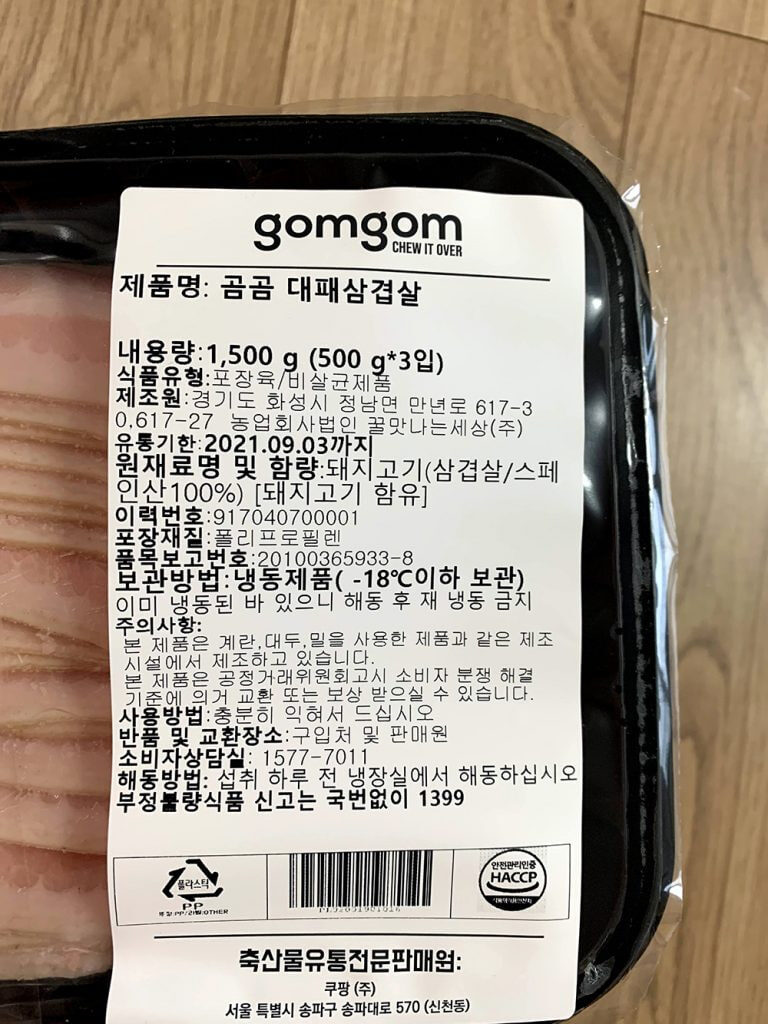 gomgom
CHEW IT OVER
제품명: 곰곰 대패삼겹살
내용량:1,500 g (500 g*3입)
식품유형:포장육/비살균제품
제조원:경기도 화성시 정남면 만년로 617-3
0,617-27 농업회사법인 꿀맛나는세상(주)
유통기한:2021.09.03까지
원재료명 및 함량:돼지고기(삼겹살/스페
인산100%) [돼지고기 함유]
이력번호:917040700001
포장재질:폴리프로필렌
품목보고번호:20100365933-8
보관방법:냉동제품( -18℃이하 보관)
이미 냉동된 바 있으니 해동 후 재 냉동 금지
주의사항:
본 제품은 계란,대두,밀을 사용한 제품과 같은 제조
시설에서 제조하고 있습니다.
본 제품은 공정거래위원회고시 소비자 분쟁 해결
기준에 의거 교환 또는 보상 받으실 수 있습니다.
사용방법:충분히 익혀서 드십시오
반품 및 교환장소:구입처 및 판매원
소비자상담실: 1577-7011
해동방법: 섭취 하루 전 냉장실에서 해동하십시오
부정불량식품 신고는 국번없이 1399
플라스틱
PP
안전관리인증
HACCP
축산물유통전문판매원:
쿠팡 (주)
서울 특별시 송파구 송파대로 570 (신천동)